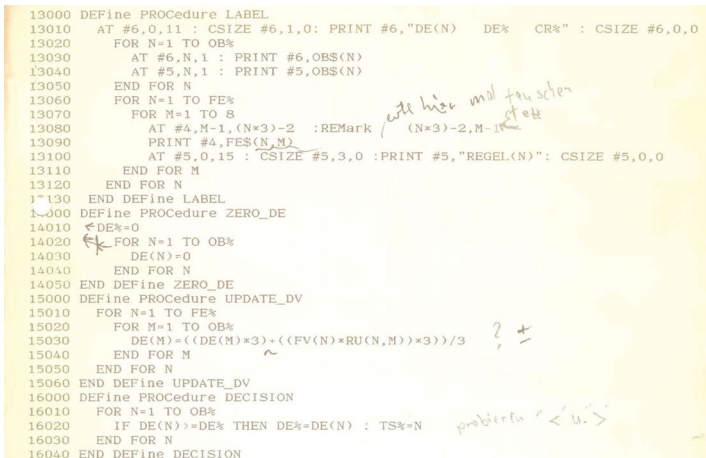 13000 DEFine PROCedure LABEL
13010 AT #6,0,11 : CSIZE #6,1,0: PRINT #6,"DE(N) DE% CR%" : CSIZE #6,0,0
13020 FOR N=1 TO OB%
13030 AT #6,N,1 : PRINT #6,OB$(N)
13040 AT #5,N,1 : PRINT #5,OB$(N)
13050 END FOR N
13060 FOR N=1 TO FE%
hier mal tauschen
13070 FOR M=1 TO 8
statt
13080 AT #4,M-1,(N*3)-2 :REMark (N*3)-2,M-1
13090 PRINT #4,FE$(N,M)
13100 AT #5,0,15 : CSIZE #5,3,0 :PRINT #5,"REGEL(N)": CSIZE #5,0,0
13110 END FOR M
13120 END FOR N
13130 END DEFine LABEL
14000 DEFine PROCedure ZERO_DE
14010 DE%=0
14020 FOR N=1 TO OB%
14030 DE(N)=0
14040 END FOR N
14050 END DEFine ZERO_DE
15000 DEFine PROCedure UPDATE_DV
15010 FOR N=1 TO FE%
15020 FOR M=1 TO OB%
15030 DE(M)=((DE(M)*3)+((FV(N)*RU(N,M))*3))/3 ? ±
15040 END FOR M ~
15050 END FOR N
15060 END DEFine UPDATE_DV
16000 DEFine PROCedure DECISION
16010 FOR N=1 TO OB%
16020 IF DE(N)>=DE% THEN DE%=DE(N) : TS%=N probieren "<" u. ">"
16030 END FOR N
16040 END DEFine DECISION